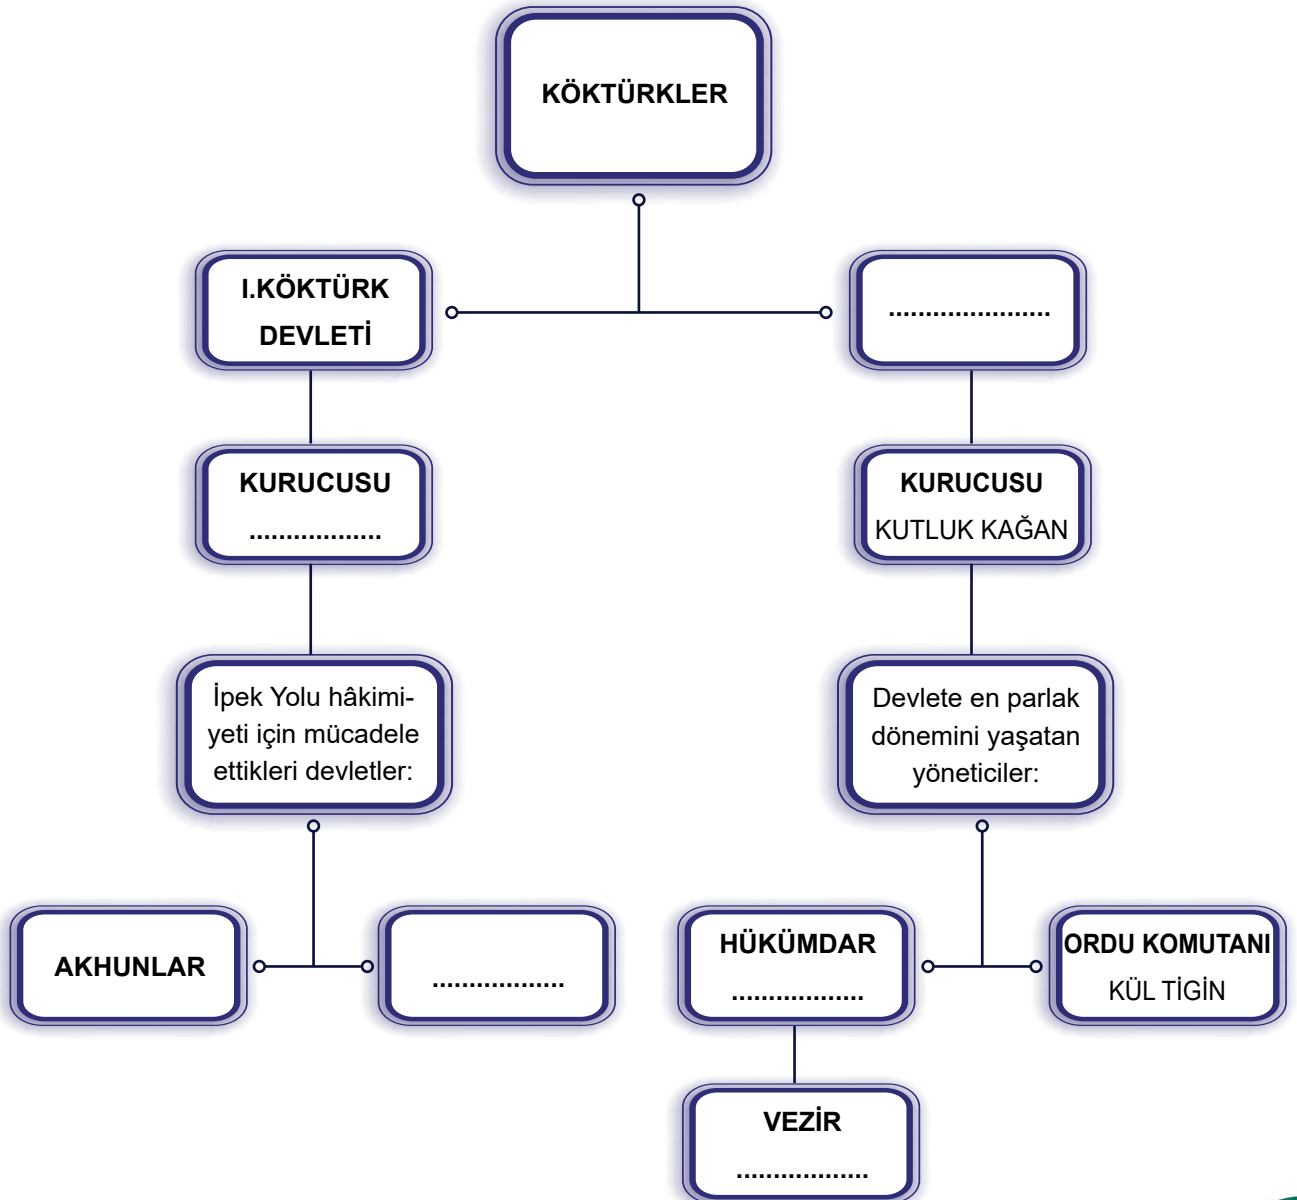 KÖKTÜRKLER
I.KÖKTÜRK
DEVLETİ
......................
KURUCUSU
..................
KURUCUSU
KUTLUK KAĞAN
İpek Yolu hâkimi-
yeti için mücadele
ettikleri devletler:
Devlete en parlak
dönemini yaşatan
yöneticiler:
AKHUNLAR
..................
HÜKÜMDAR
..................
ORDU KOMUTANI
KÜL TİGİN
VEZİR
..................